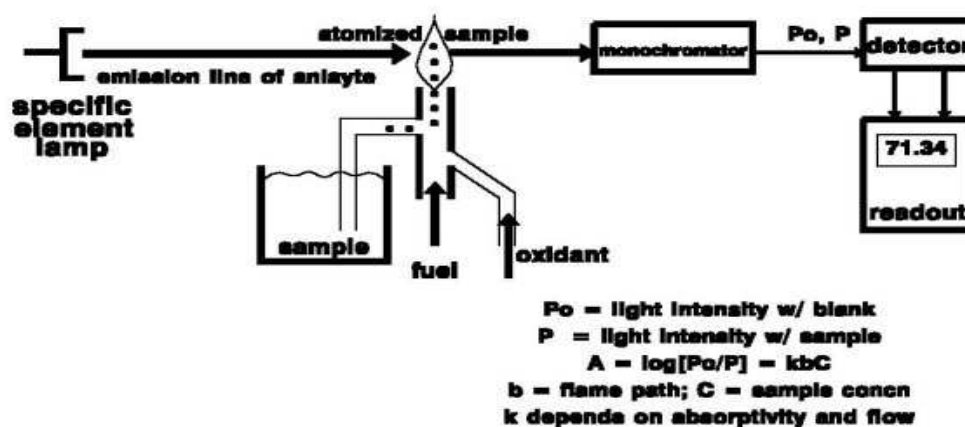 atomized sample
Po, P
monochromator
detector
emission line of anlayte
specific
element
lamp
71.34
readout
sample
fuel
oxidant
Po = light intensity w/ blank
P = light intensity w/ sample
A = log[Po/P] = kbC
b = flame path; C = sample concn
k depends on absorptivity and flow